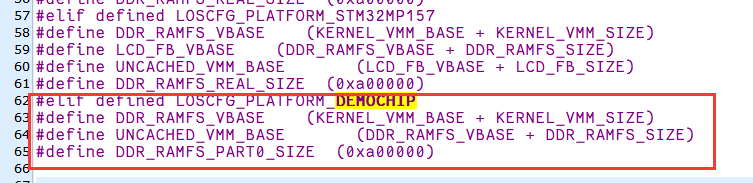 57 #elif defined LOSCFG_PLATFORM_STM32MP157
58 #define DDR_RAMFS_VBASE    (KERNEL_VMM_BASE + KERNEL_VMM_SIZE)
59 #define LCD_FB_VBASE    (DDR_RAMFS_VBASE + DDR_RAMFS_SIZE)
60 #define UNCACHED_VMM_BASE        (LCD_FB_VBASE + LCD_FB_SIZE)
61 #define DDR_RAMFS_REAL_SIZE  (0xa00000)
62 #elif defined LOSCFG_PLATFORM_DEMOCHIP
63 #define DDR_RAMFS_VBASE    (KERNEL_VMM_BASE + KERNEL_VMM_SIZE)
64 #define UNCACHED_VMM_BASE        (DDR_RAMFS_VBASE + DDR_RAMFS_SIZE)
65 #define DDR_RAMFS_PART0_SIZE  (0xa00000)
66